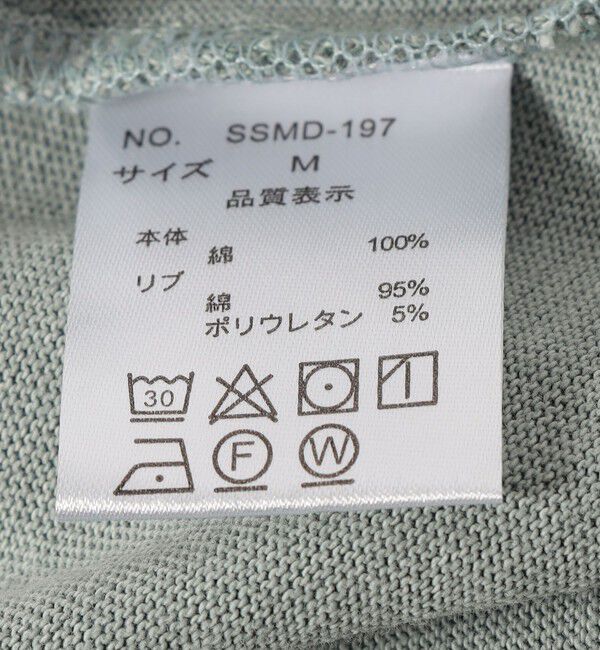 NO. SSMD-197
サイズ M
品質表示
本体 綿 100%
リブ
綿 95%
ポリウレタン 5%
30
F W